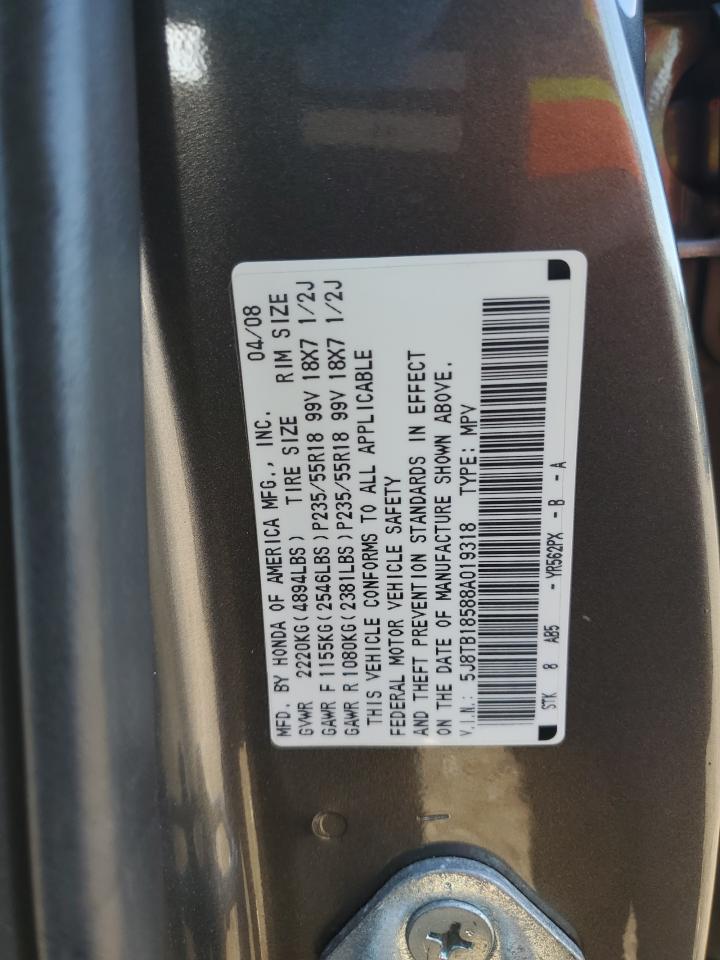 MFD. BY HONDA OF AMERICA MFG., INC. 04/08
GVWR 2220KG(4894LBS) TIRE SIZE RIM SIZE
GAWR F 1155KG(2546LBS)P235/55R18 99V 18X7 1/2J
GAWR R 1080KG(2381LBS)P235/55R18 99V 18X7 1/2J
THIS VEHICLE CONFORMS TO ALL APPLICABLE
FEDERAL MOTOR VEHICLE SAFETY
AND THEFT PREVENTION STANDARDS IN EFFECT
ON THE DATE OF MANUFACTURE SHOWN ABOVE.
V.I.N.: 5J8TB18588A019318 TYPE: MPV
STK 8 AB5 - YR562PX - B - A